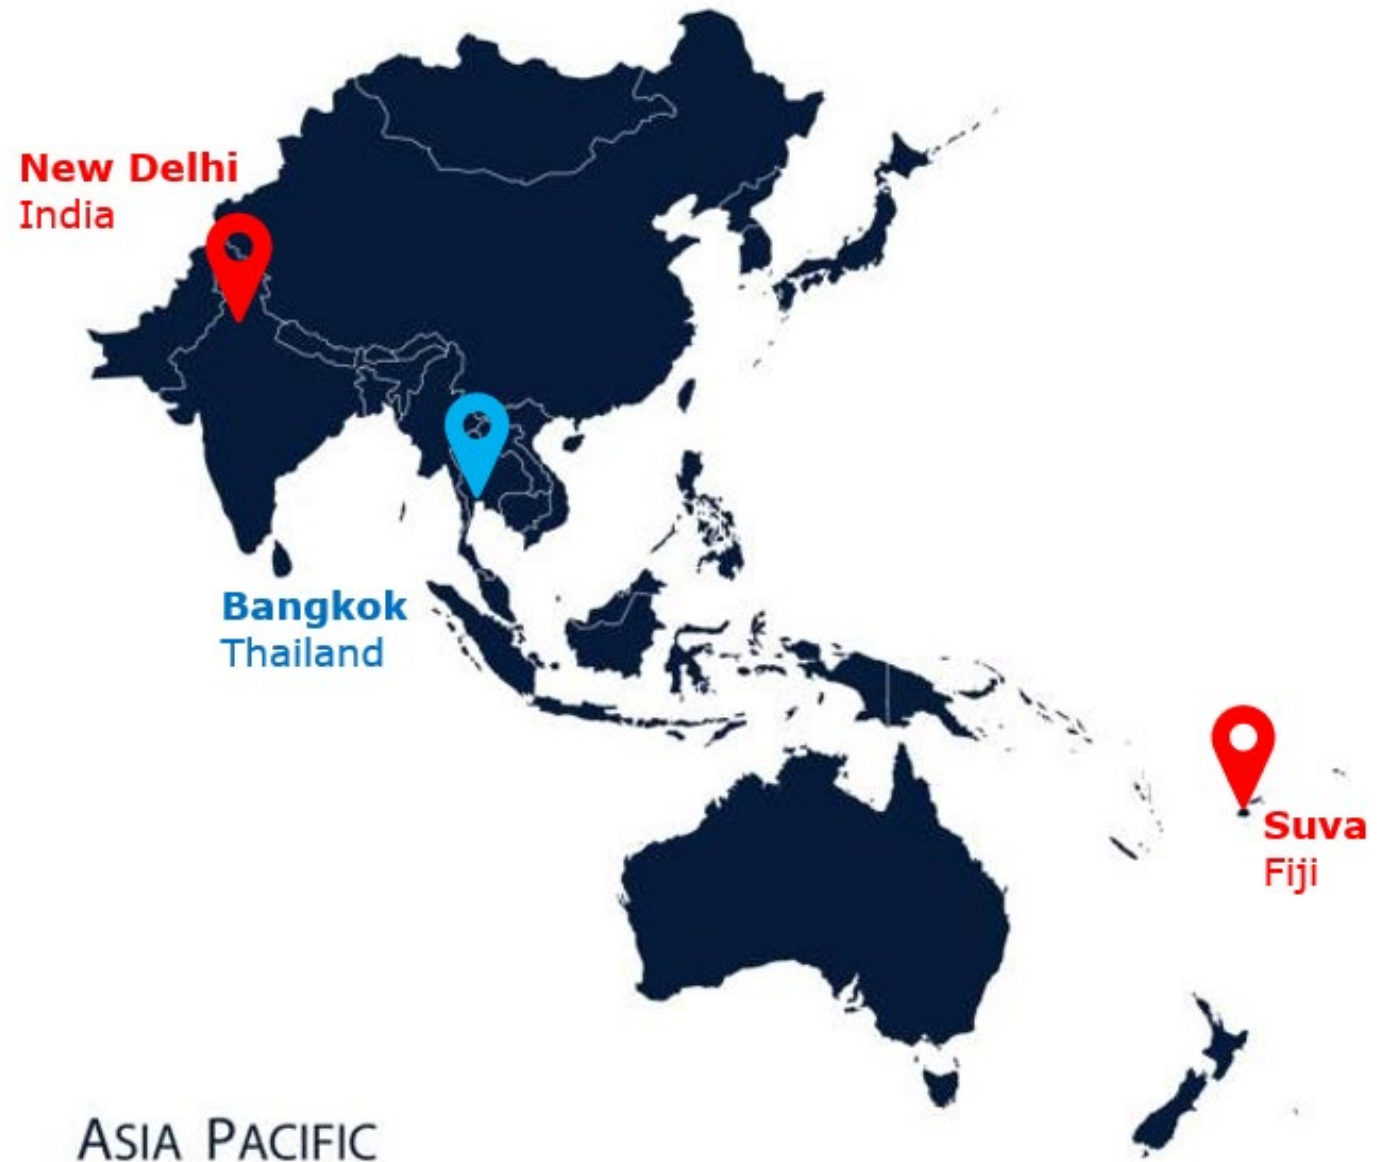 New Delhi
India
Bangkok
Thailand
Suva
Fiji
ASIA PACIFIC